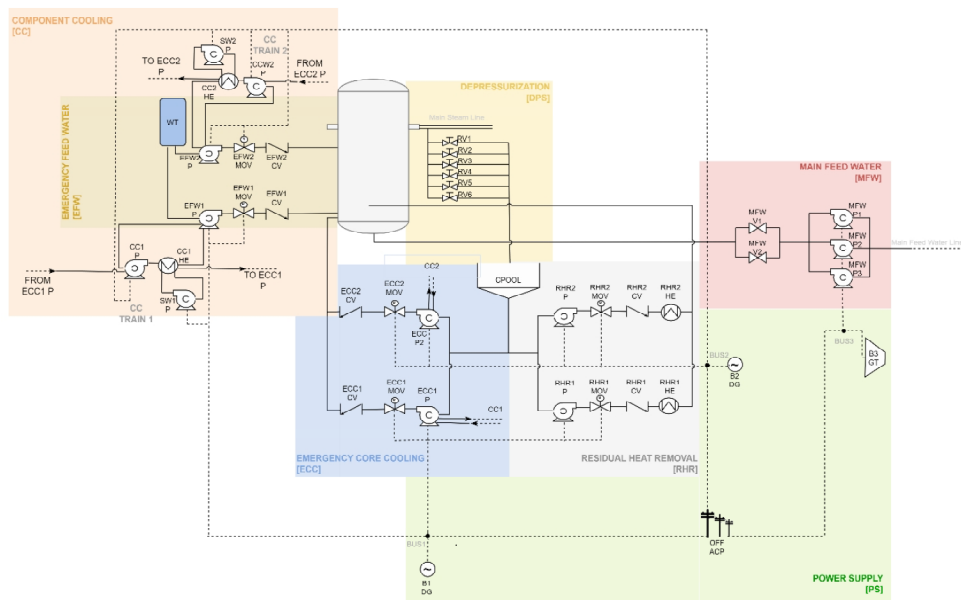 COMPONENT COOLING
[CC]
SW2
P
CC
TRAIN 2
CCW2
P
TO ECC2
P
FROM
ECC2 P
CC2
HE
EMERGENCY FEED WATER
[EFW]
WT
EFW2
P
EFW2
MOV
EFW2
CV
EFW1
P
EFW1
MOV
EFW1
CV
CC1
P
CC1
HE
FROM
ECC1 P
TO ECC1
P
SW1
P
CC
TRAIN 1
DEPRESSURIZATION
[DPS]
Main Steam Line
RV1
RV2
RV3
RV4
RV5
RV6
MAIN FEED WATER
[MFW]
MFW
V1
MFW
V2
MFW
P1
MFW
P2
MFW
P3
Main Feed Water Line
BUS3
B3
GT
CC2
CPOOL
ECC2
CV
ECC2
MOV
ECC
P2
RHR2
P
RHR2
MOV
RHR2
CV
RHR2
HE
BUS2
B2
DG
ECC1
CV
ECC1
MOV
ECC1
P
CC1
RHR1
P
RHR1
MOV
RHR1
CV
RHR1
HE
EMERGENCY CORE COOLING
[ECC]
RESIDUAL HEAT REMOVAL
[RHR]
BUS1
B1
DG
OFF
ACP
POWER SUPPLY
[PS]